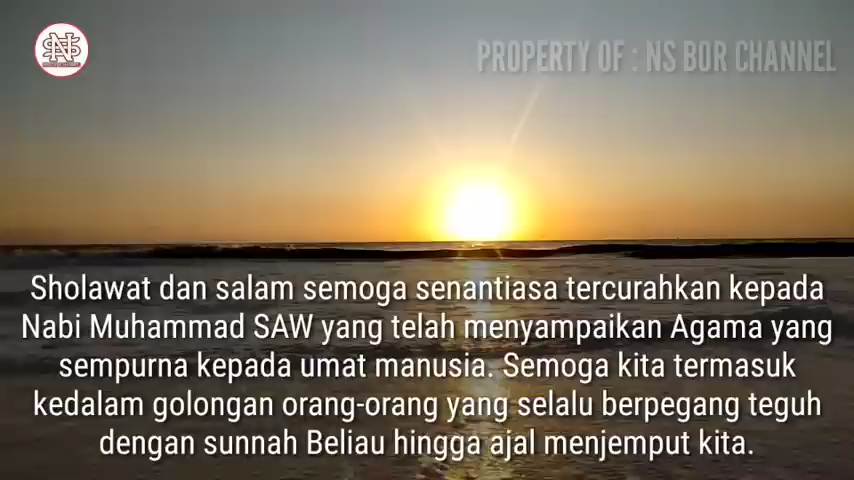 PROPERTY OF : NS BOR CHANNEL
Sholawat dan salam semoga senantiasa tercurahkan kepada
Nabi Muhammad SAW yang telah menyampaikan Agama yang
sempurna kepada umat manusia. Semoga kita termasuk
kedalam golongan orang-orang yang selalu berpegang teguh
dengan sunnah Beliau hingga ajal menjemput kita.